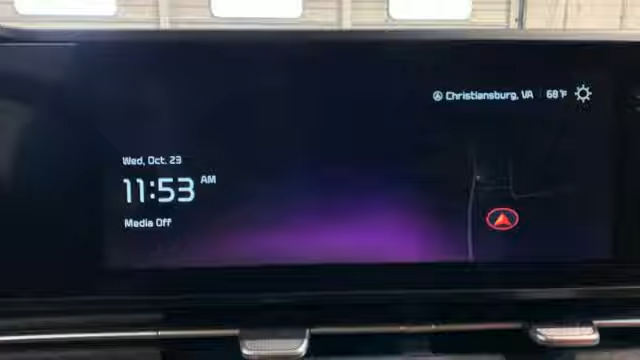 Christiansburg, VA 68°F
Wed, Oct. 23
11:53 AM
Media Off